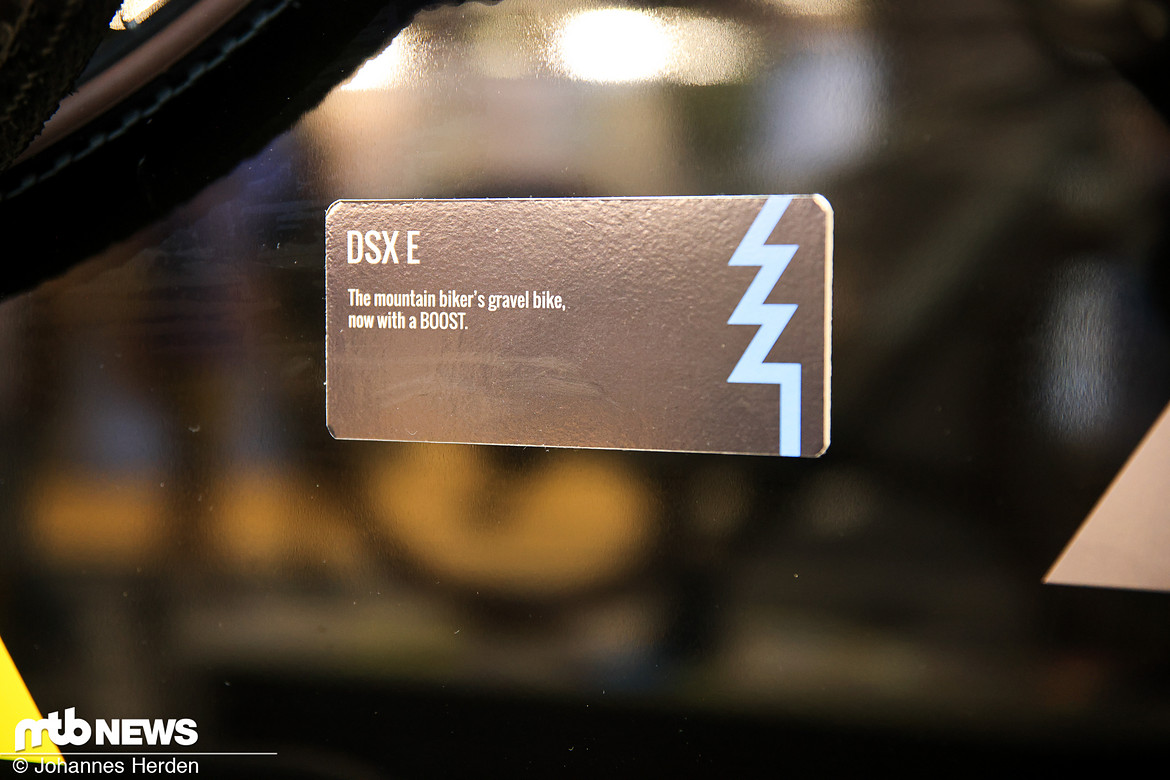 DSX E
The mountain biker's gravel bike,
now with a BOOST.
mtb NEWS
© Johannes Herden